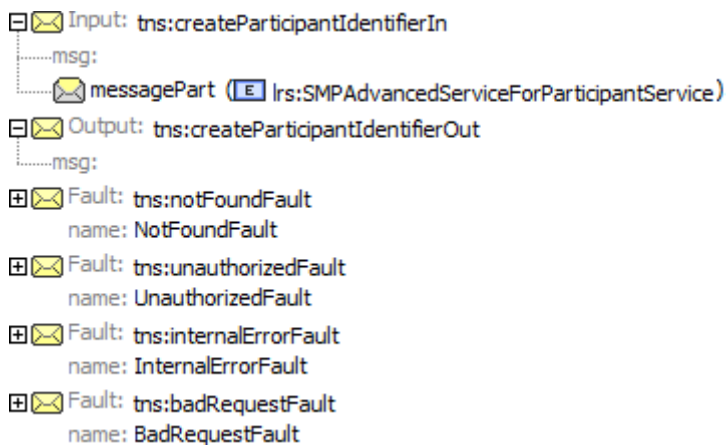 Input: tns:createParticipantIdentifierIn
msg:
messagePart (E lrs:SMPAdvancedServiceForParticipantService)
Output: tns:createParticipantIdentifierOut
msg:
Fault: tns:notFoundFault
name: NotFoundFault
Fault: tns:unauthorizedFault
name: UnauthorizedFault
Fault: tns:internalErrorFault
name: InternalErrorFault
Fault: tns:badRequestFault
name: BadRequestFault